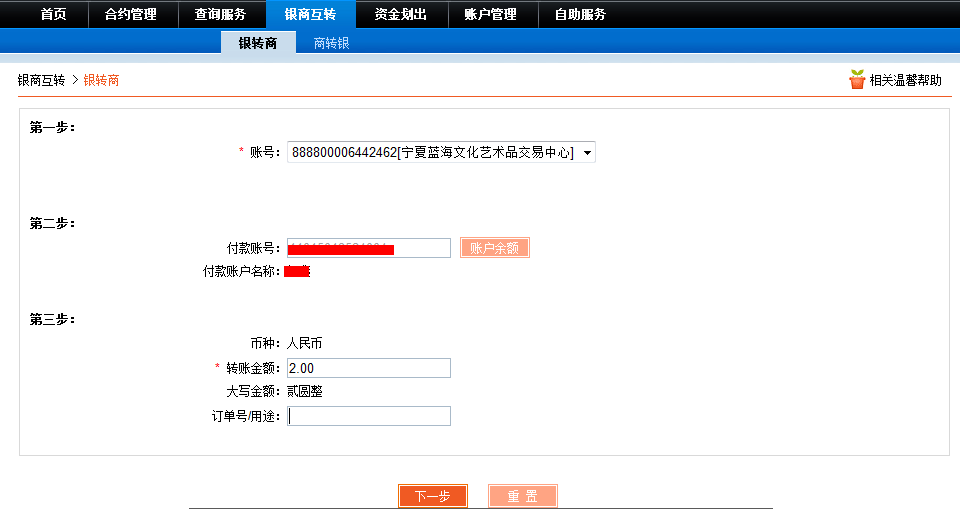 首页 合约管理 查询服务 银商互转 资金划出 账户管理 自助服务
银转商 商转银
银商互转 > 银转商 相关温馨帮助
第一步：
* 账号： 888800006442462[宁夏蓝海文化艺术品交易中心]
第二步：
付款账号： 账户余额
付款账户名称：
第三步：
币种： 人民币
* 转账金额： 2.00
大写金额： 贰圆整
订单号/用途：
下一步 重 置